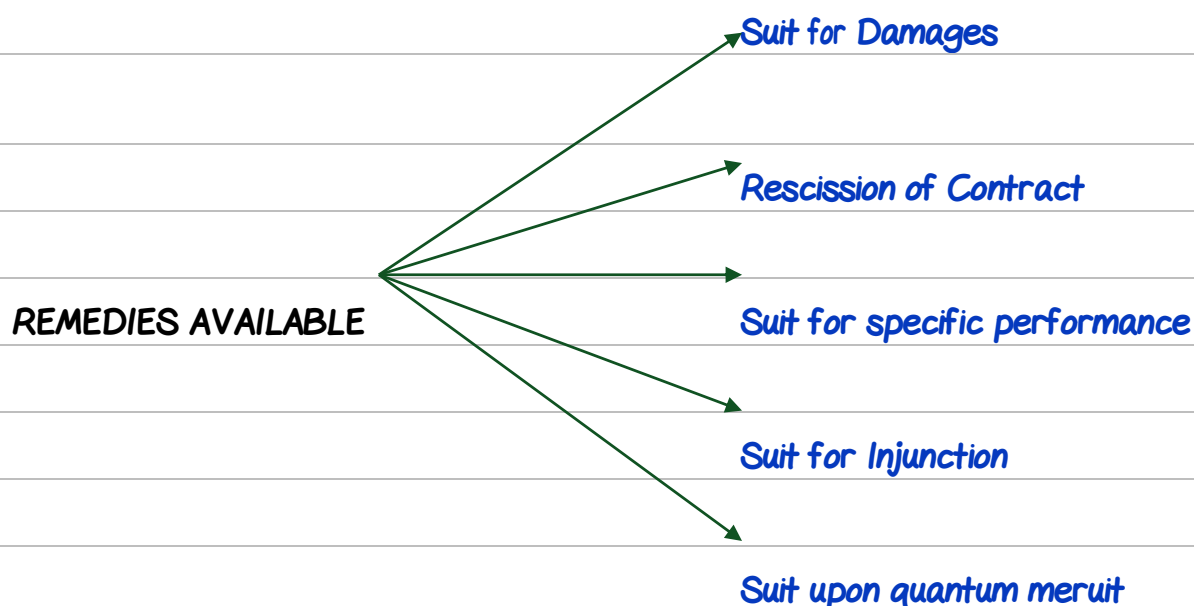 Suit for Damages
Rescission of Contract
REMEDIES AVAILABLE
Suit for specific performance
Suit for Injunction
Suit upon quantum meruit